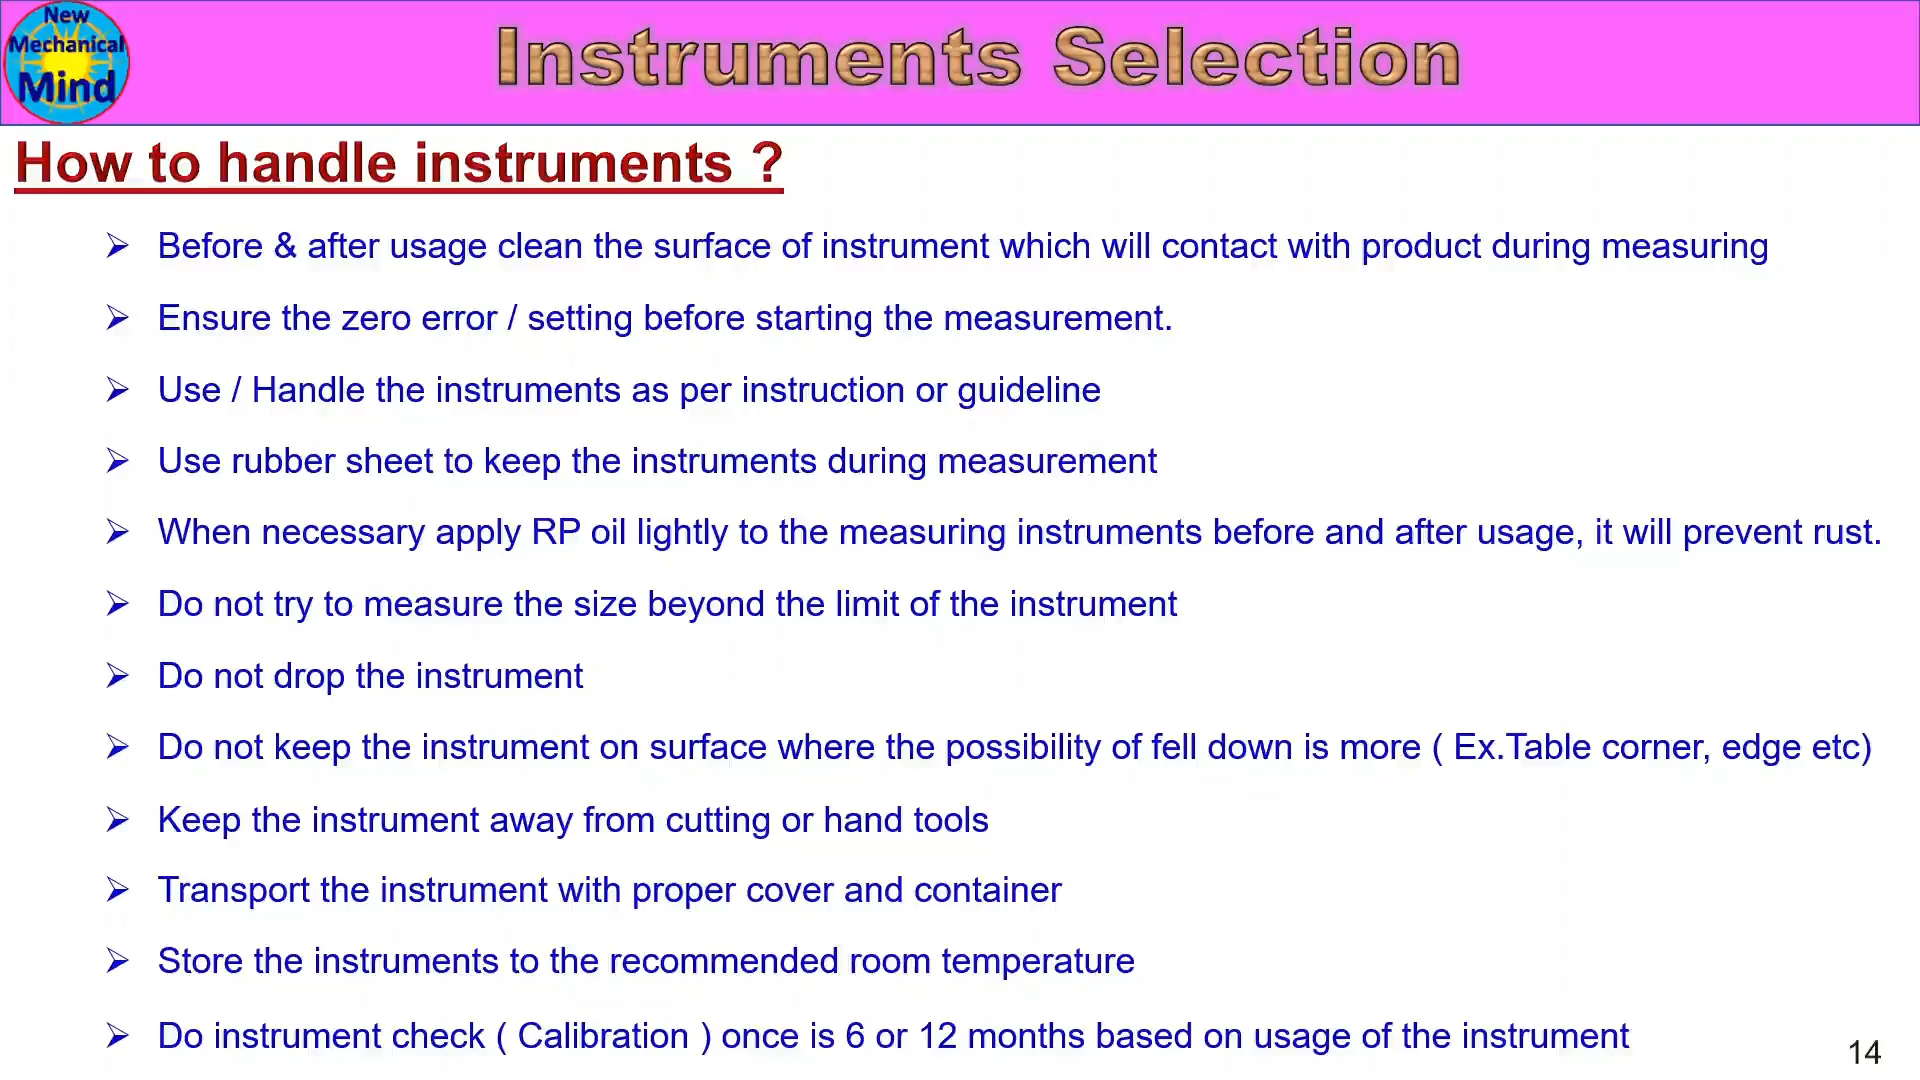 New
Mechanical
Mind
Instruments Selection
How to handle instruments ?
➢ Before & after usage clean the surface of instrument which will contact with product during measuring
➢ Ensure the zero error / setting before starting the measurement.
➢ Use / Handle the instruments as per instruction or guideline
➢ Use rubber sheet to keep the instruments during measurement
➢ When necessary apply RP oil lightly to the measuring instruments before and after usage, it will prevent rust.
➢ Do not try to measure the size beyond the limit of the instrument
➢ Do not drop the instrument
➢ Do not keep the instrument on surface where the possibility of fell down is more ( Ex.Table corner, edge etc)
➢ Keep the instrument away from cutting or hand tools
➢ Transport the instrument with proper cover and container
➢ Store the instruments to the recommended room temperature
➢ Do instrument check ( Calibration ) once is 6 or 12 months based on usage of the instrument
14